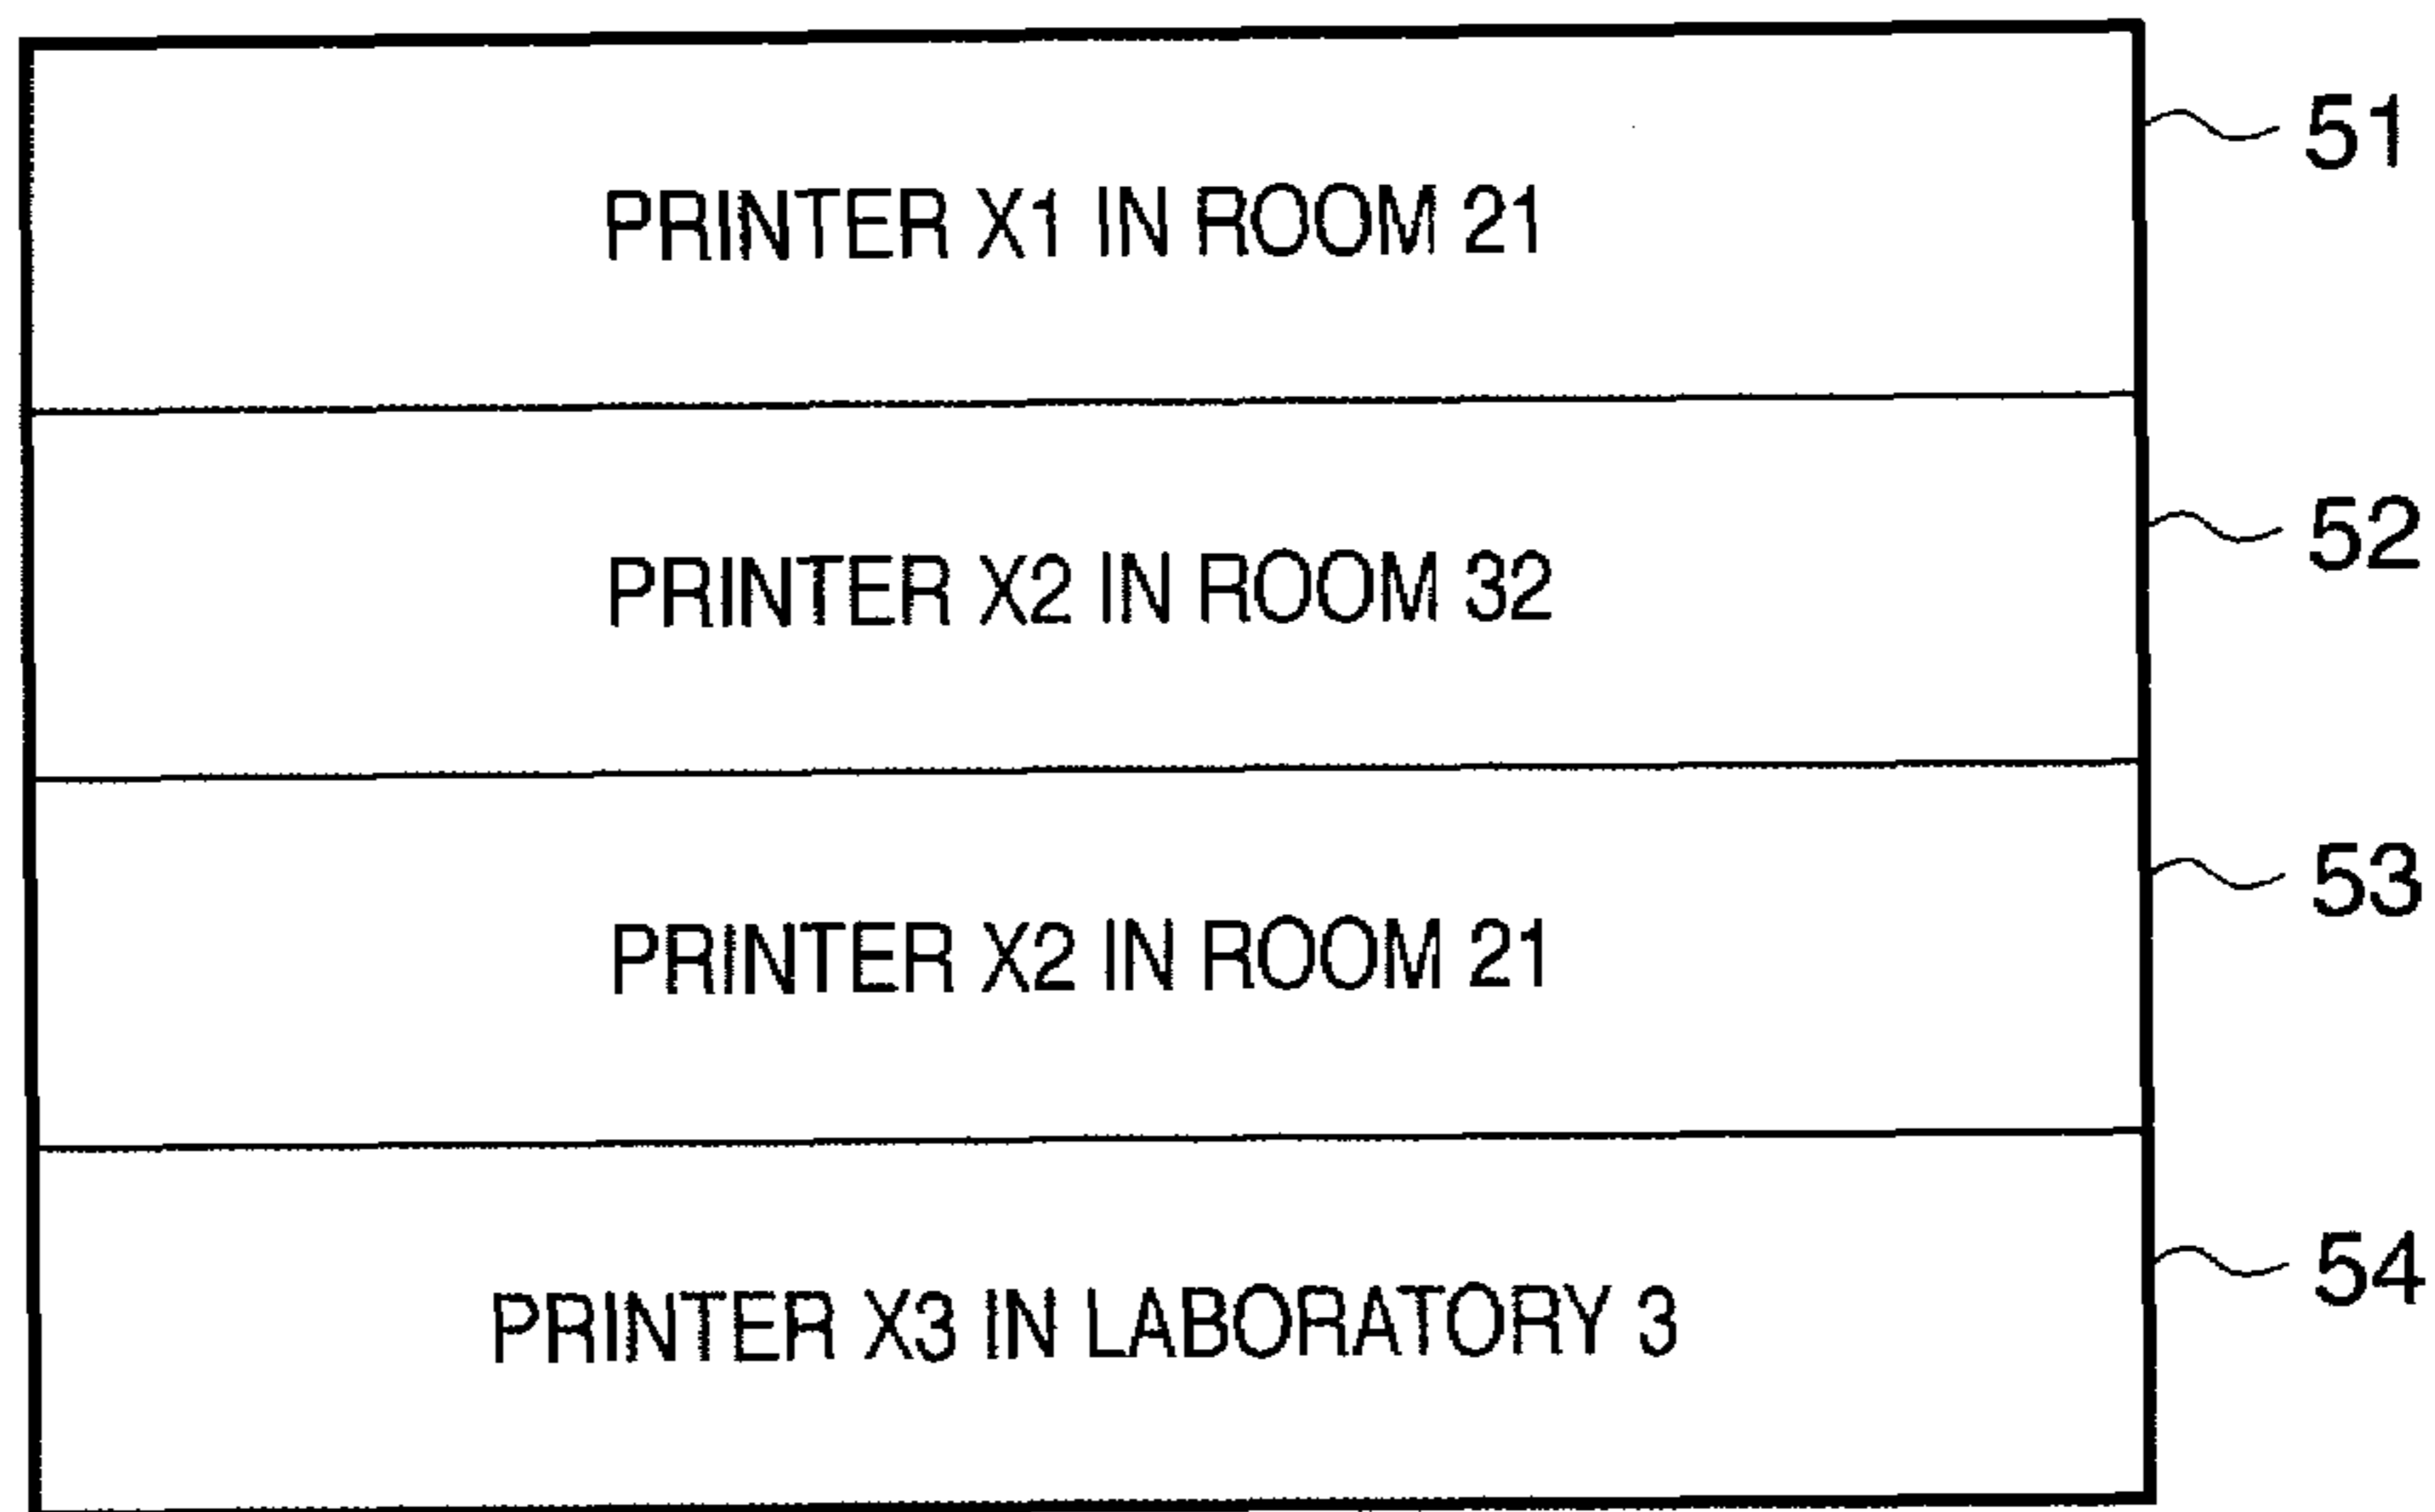 PRINTER X1 IN ROOM 21 51
PRINTER X2 IN ROOM 32 52
PRINTER X2 IN ROOM 21 53
PRINTER X3 IN LABORATORY 3 54